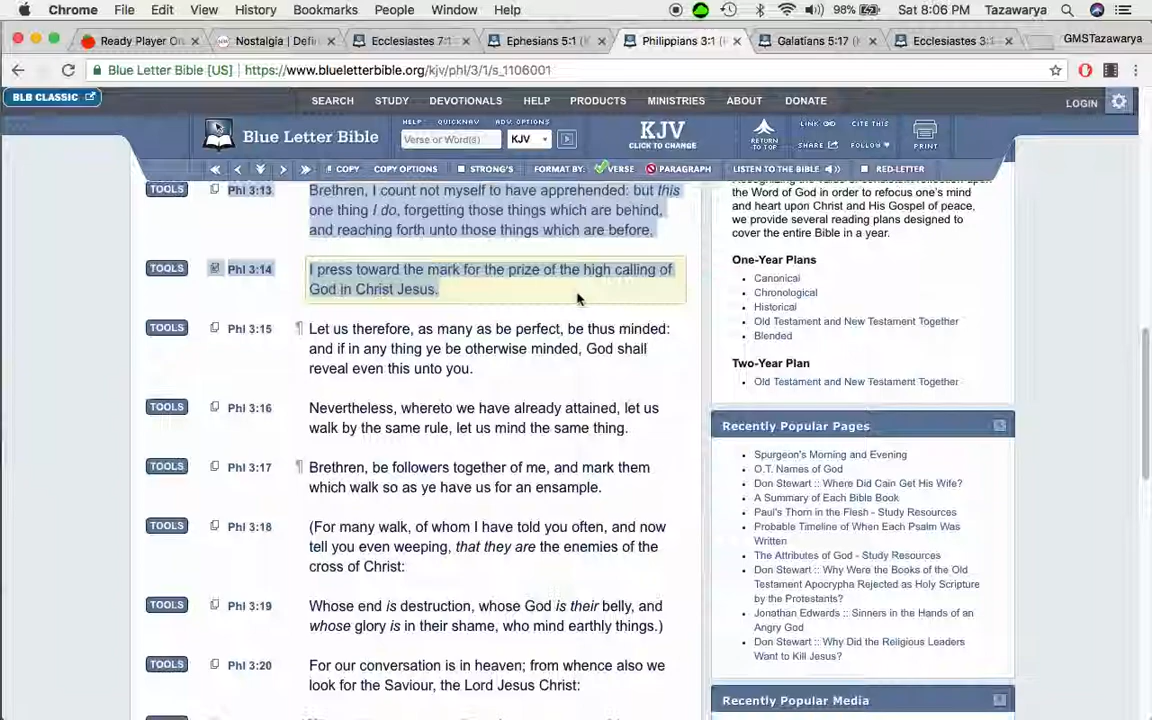 Chrome File Edit View History Bookmarks People Window Help 98% Sat 8:06 PM Tazawarya
Ready Player On Nostalgia | Defi Ecclesiastes 7:1 Ephesians 5:1 ( Philippians 3:1 ( Galatians 5:17 ( Ecclesiastes 3:1 GMSTazawarya
Blue Letter Bible [US] https://www.blueletterbible.org/kjv/phl/3/1/s_1106001
BLB CLASSIC
SEARCH STUDY DEVOTIONALS HELP PRODUCTS MINISTRIES ABOUT DONATE LOGIN
Blue Letter Bible
HELP QUICKNAV ADV. OPTIONS
Verse or Word(s) KJV
KJV
CLICK TO CHANGE
RETURN
TO TOP
LINK CITE THIS
SHARE FOLLOW
PRINT
COPY COPY OPTIONS STRONG'S FORMAT BY: VERSE PARAGRAPH LISTEN TO THE BIBLE RED-LETTER
TOOLS Phl 3:13 Brethren, I count not myself to have apprehended: but this
one thing I do, forgetting those things which are behind,
and reaching forth unto those things which are before,
TOOLS Phl 3:14 I press toward the mark for the prize of the high calling of
God in Christ Jesus.
TOOLS Phl 3:15 ¶ Let us therefore, as many as be perfect, be thus minded:
and if in any thing ye be otherwise minded, God shall
reveal even this unto you.
TOOLS Phl 3:16 Nevertheless, whereto we have already attained, let us
walk by the same rule, let us mind the same thing.
TOOLS Phl 3:17 ¶ Brethren, be followers together of me, and mark them
which walk so as ye have us for an ensample.
TOOLS Phl 3:18 (For many walk, of whom I have told you often, and now
tell you even weeping, that they are the enemies of the
cross of Christ:
TOOLS Phl 3:19 Whose end is destruction, whose God is their belly, and
whose glory is in their shame, who mind earthly things.)
TOOLS Phl 3:20 For our conversation is in heaven; from whence also we
look for the Saviour, the Lord Jesus Christ:
the Word of God in order to refocus one's mind
and heart upon Christ and His Gospel of peace,
we provide several reading plans designed to
cover the entire Bible in a year.
One-Year Plans
• Canonical
• Chronological
• Historical
• Old Testament and New Testament Together
• Blended
Two-Year Plan
• Old Testament and New Testament Together
Recently Popular Pages
• Spurgeon's Morning and Evening
• O.T. Names of God
• Don Stewart :: Where Did Cain Get His Wife?
• A Summary of Each Bible Book
• Paul's Thorn in the Flesh - Study Resources
• Probable Timeline of When Each Psalm Was
Written
• The Attributes of God - Study Resources
• Don Stewart :: Why Were the Books of the Old
Testament Apocrypha Rejected as Holy Scripture
by the Protestants?
• Jonathan Edwards :: Sinners in the Hands of an
Angry God
• Don Stewart :: Why Did the Religious Leaders
Want to Kill Jesus?
Recently Popular Media